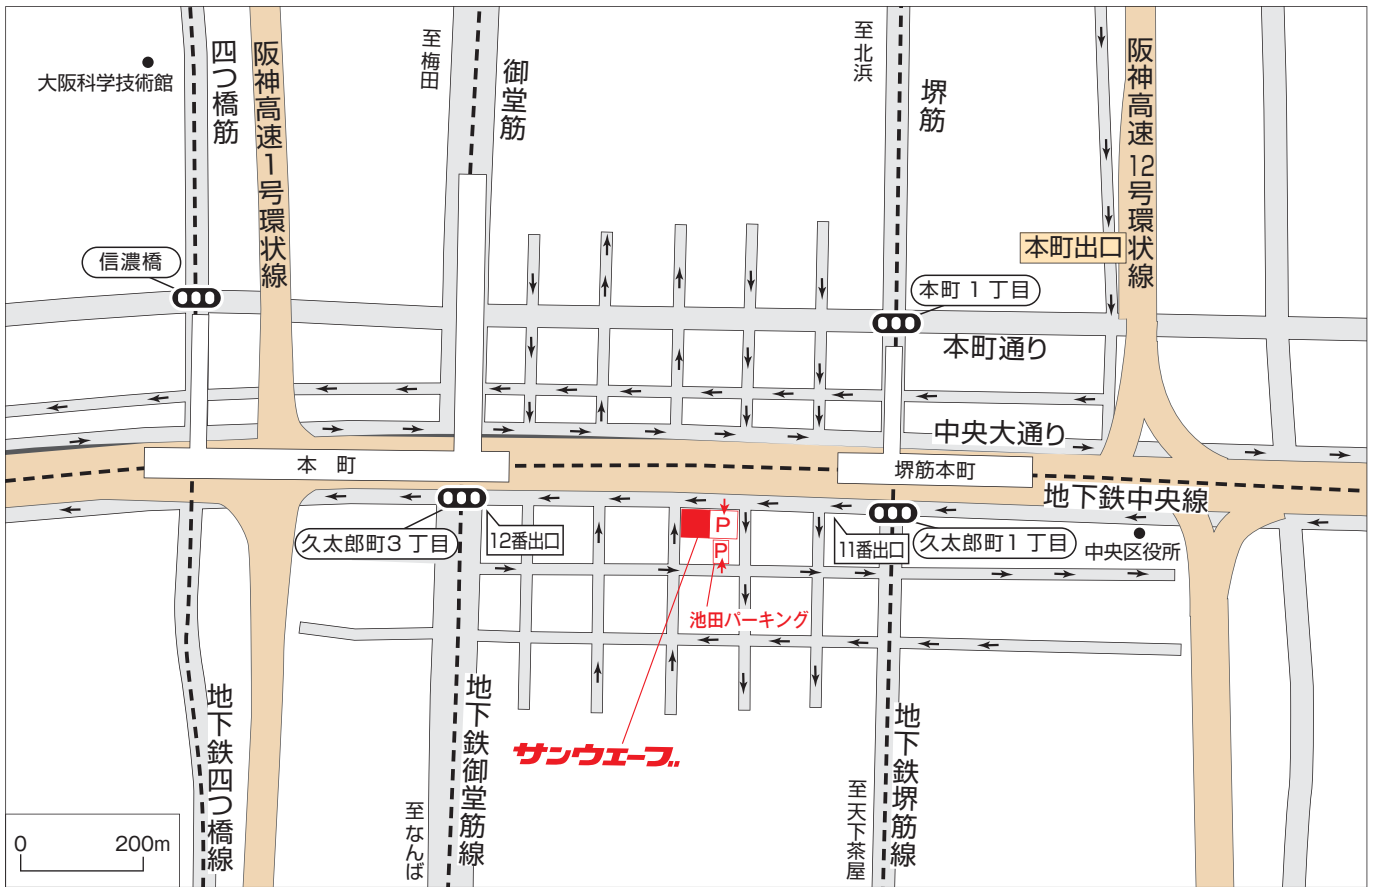 大阪科学技術館
四つ橋筋
阪神高速1号環状線
至梅田
御堂筋
至北浜
堺筋
阪神高速12号環状線
本町出口
信濃橋
本町1丁目
本町通り
中央大通り
本 町
堺筋本町
地下鉄中央線
久太郎町3丁目
12番出口
P
P
11番出口
久太郎町1丁目
中央区役所
池田パーキング
地下鉄四つ橋線
地下鉄御堂筋線
サンウエーブ
地下鉄堺筋線
至なんば
至天下茶屋
0 200m